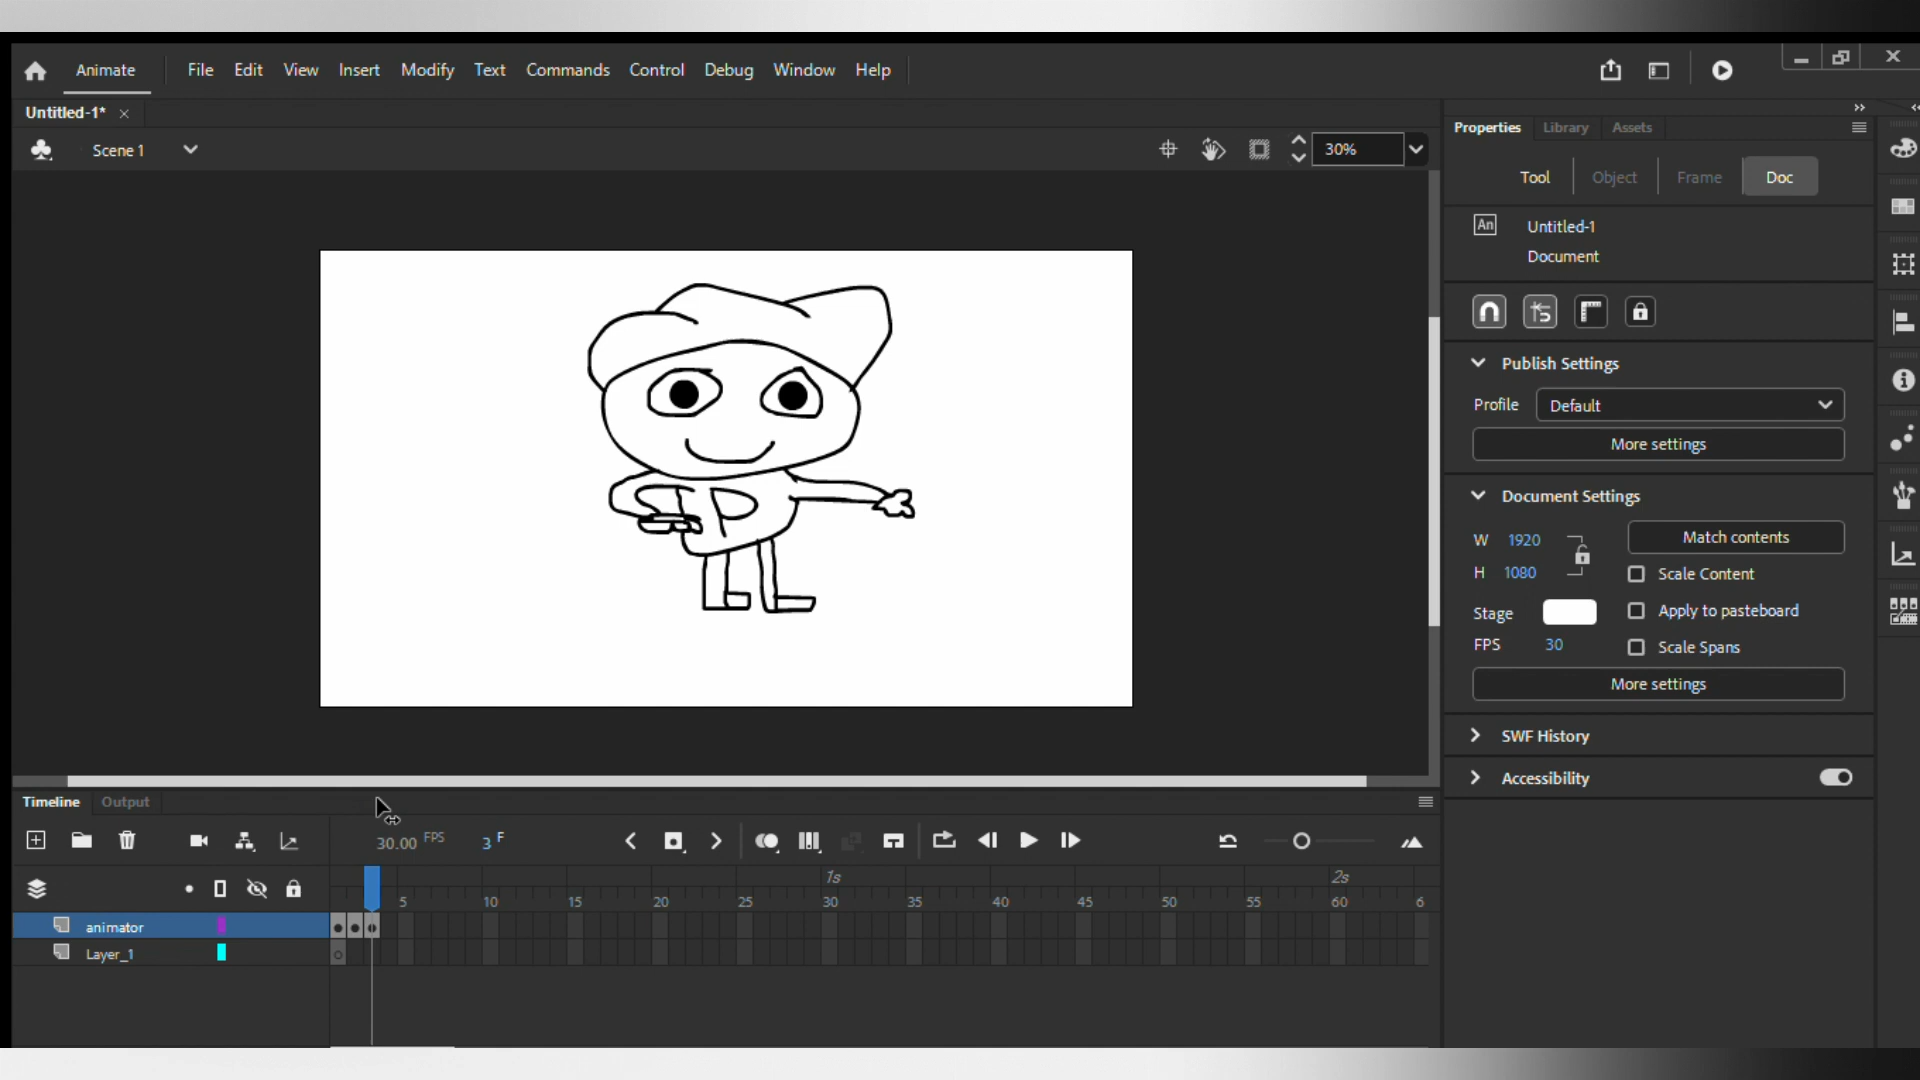 Animate File Edit View Insert Modify Text Commands Control Debug Window Help
Untitled-1*
Scene 1
30%
Properties Library Assets
Tool Object Frame Doc
An Untitled-1
Document
Publish Settings
Profile Default
More settings
Document Settings
W 1920
Match contents
H 1080
Scale Content
Stage
Apply to pasteboard
FPS 30
Scale Spans
More settings
SWF History
Accessibility
P
Timeline Output
30.00 FPS 3 F
1s 2s
5 10 15 20 25 30 35 40 45 50 55 60 6
animator
Layer_1